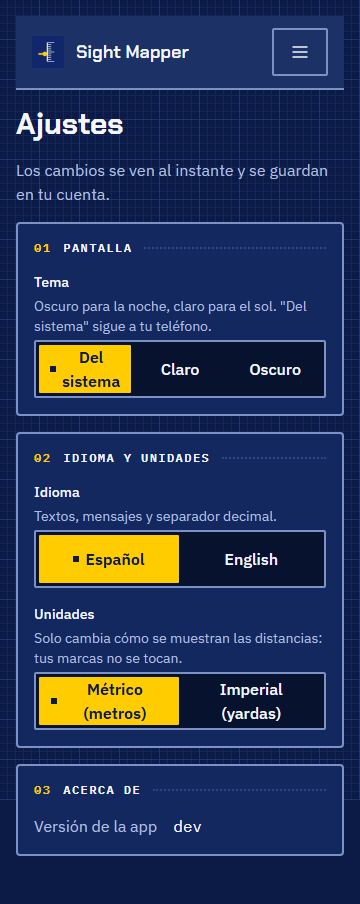 Sight Mapper
Ajustes
Los cambios se ven al instante y se guardan
en tu cuenta.
01 PANTALLA
Tema
Oscuro para la noche, claro para el sol. "Del
sistema" sigue a tu teléfono.
Del
sistema
Claro
Oscuro
02 IDIOMA Y UNIDADES
Idioma
Textos, mensajes y separador decimal.
Español
English
Unidades
Solo cambia cómo se muestran las distancias:
tus marcas no se tocan.
Métrico
(metros)
Imperial
(yardas)
03 ACERCA DE
Versión de la app dev